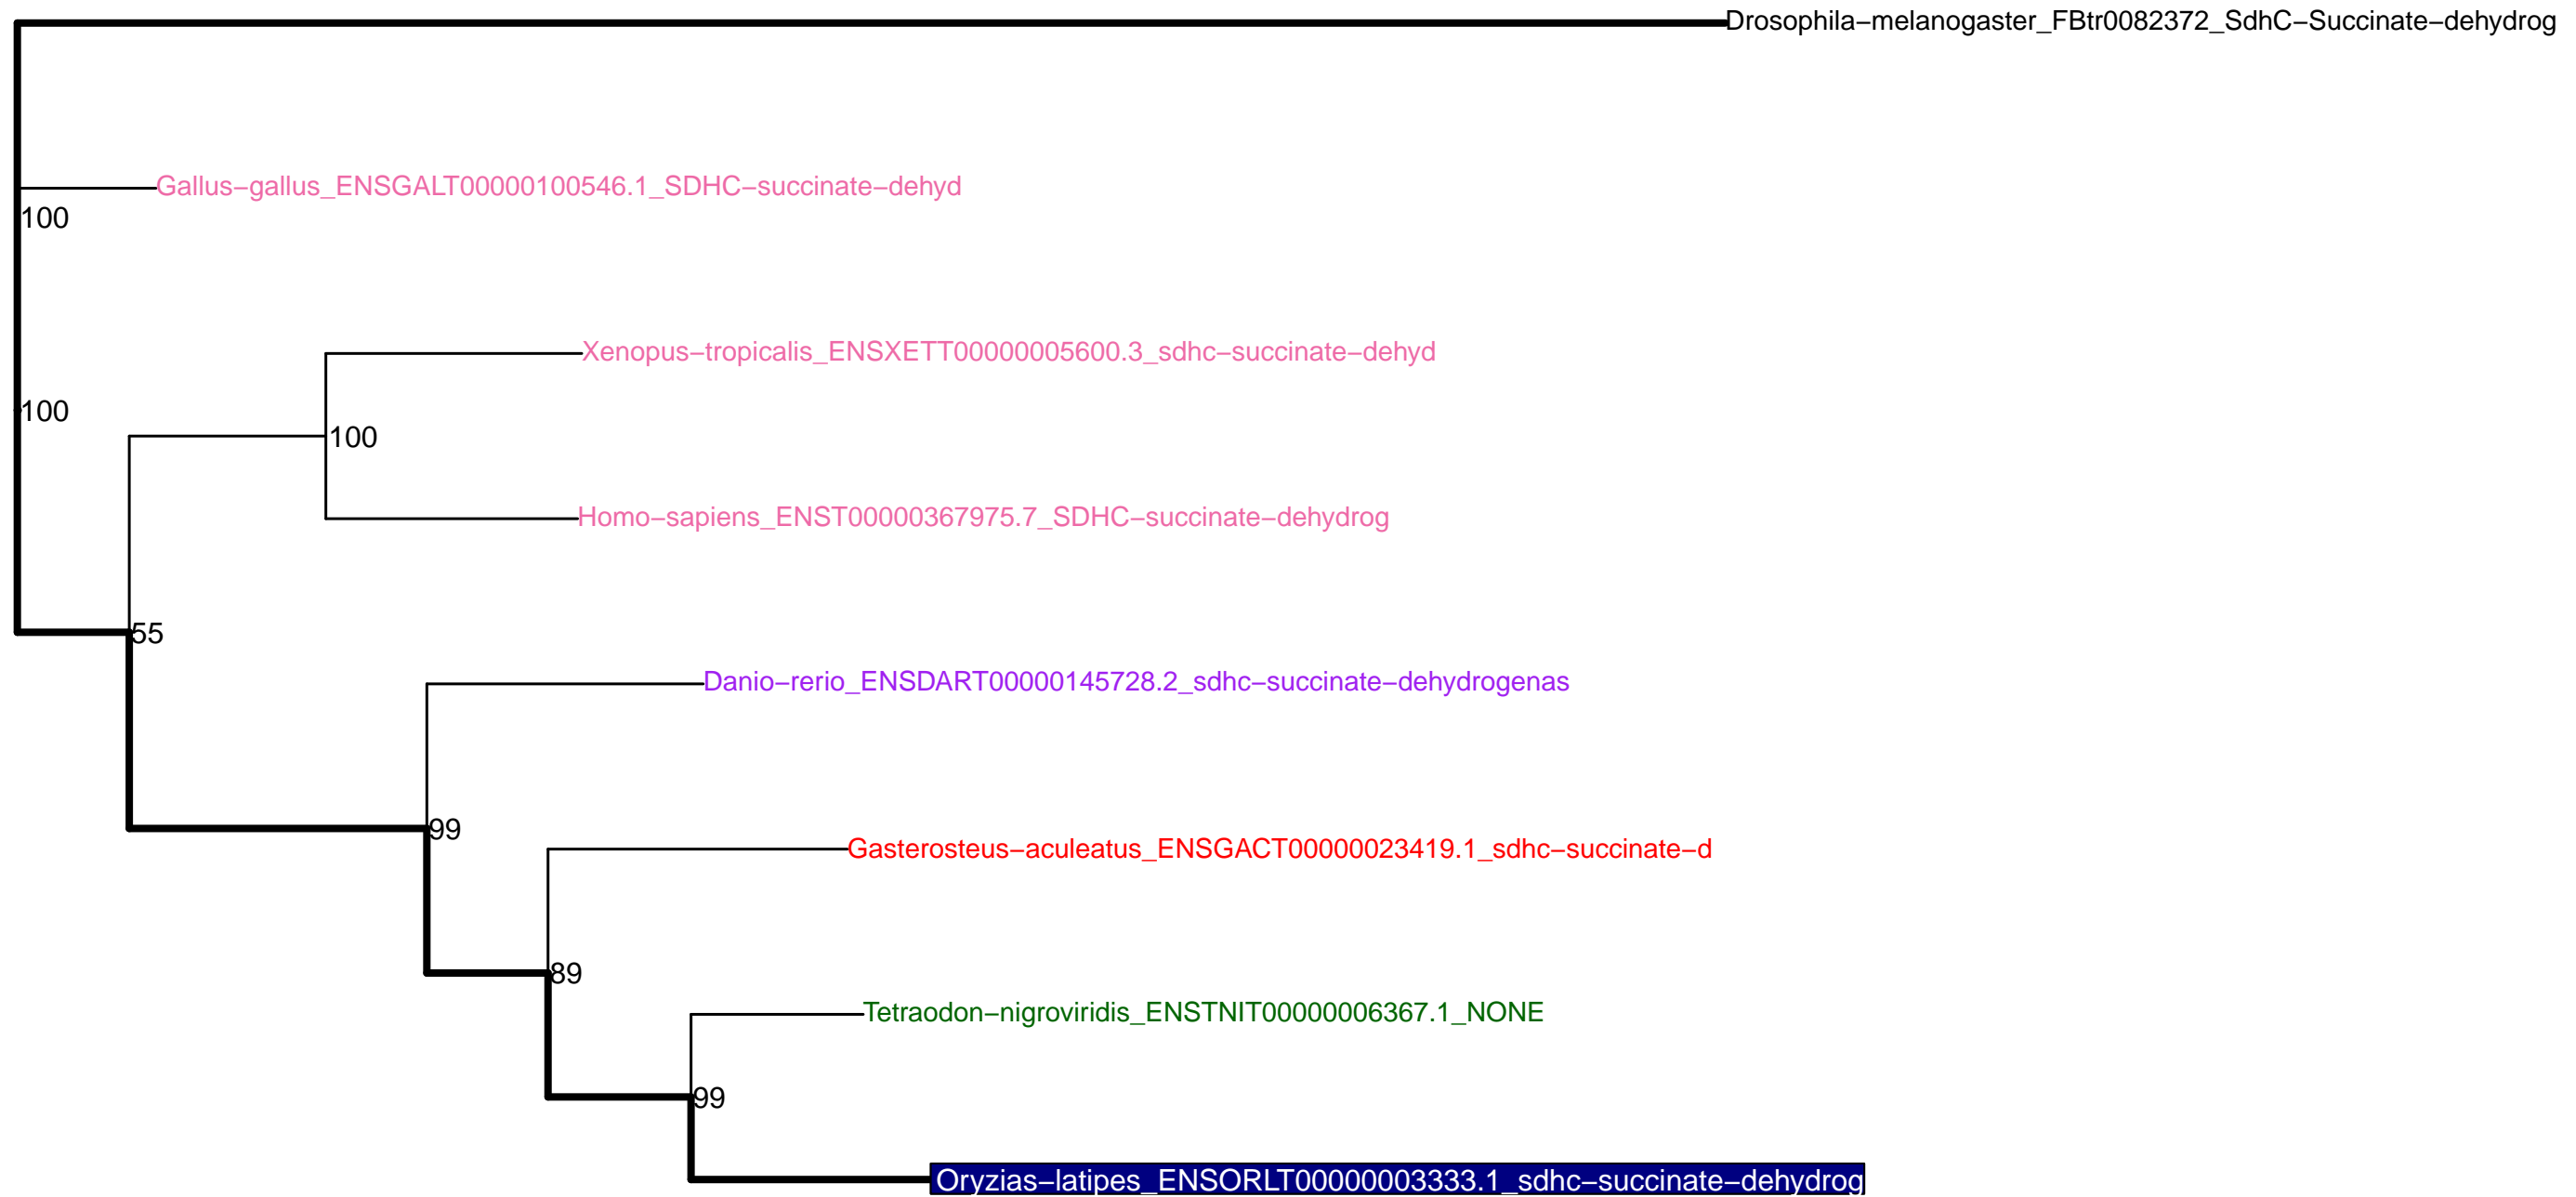 Drosophila−melanogaster_FBtr0082372_SdhC−Succinate−dehydrog
Gallus−gallus_ENSGALT00000100546.1_SDHC−succinate−dehyd
100
Xenopus−tropicalis_ENSXETT00000005600.3_sdhc−succinate−dehyd
100
100
Homo−sapiens_ENST00000367975.7_SDHC−succinate−dehydrog
55
Danio−rerio_ENSDART00000145728.2_sdhc−succinate−dehydrogenas
99
Gasterosteus−aculeatus_ENSGACT00000023419.1_sdhc−succinate−d
89
Tetraodon−nigroviridis_ENSTNIT00000006367.1_NONE
99
Oryzias−latipes_ENSORLT00000003333.1_sdhc−succinate−dehydrog